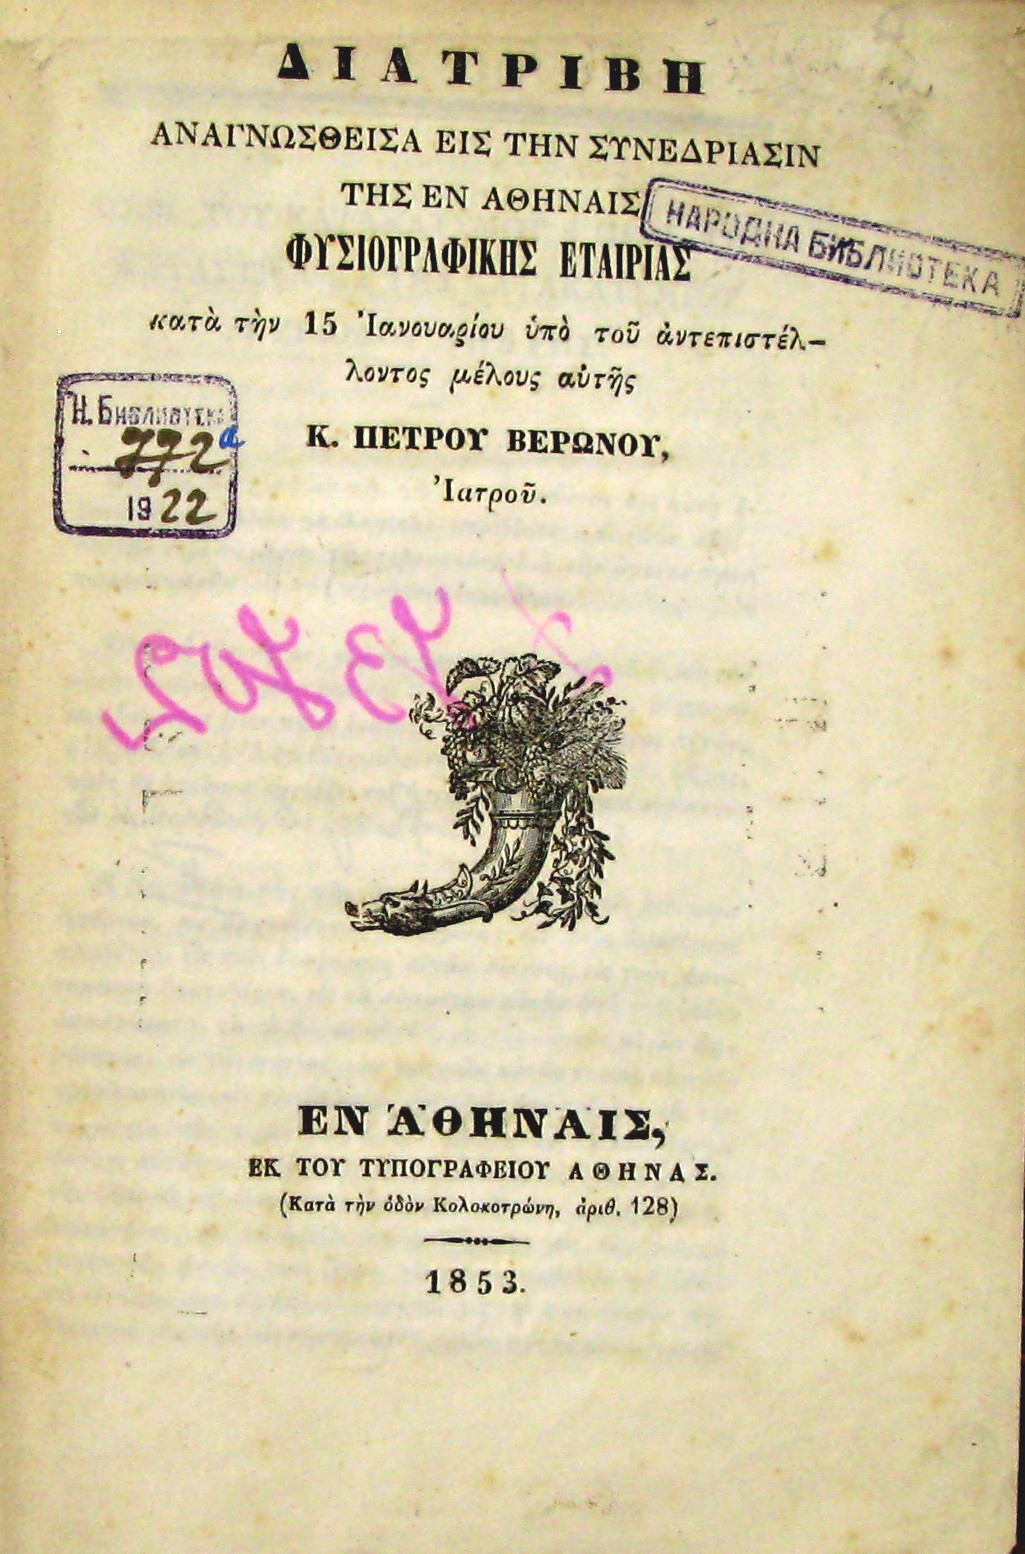 ΔΙΑΤΡΙΒΗ
ΑΝΑΓΝΩΣΘΕΙΣΑ ΕΙΣ ΤΗΝ ΣΥΝΕΔΡΙΑΣΙΝ
ΤΗΣ ΕΝ ΑΘΗΝΑΙΣ
НАРОДНА БИБЛИОТЕКА
ΦΥΣΙΟΓΡΑΦΙΚΗΣ ΕΤΑΙΡΙΑΣ
κατὰ τὴν 15 Ἰανουαρίου ὑπὸ τοῦ ἀντεπιστέλ-
λοντος μέλους αὐτῆς
Н. Библиотека
772a
1922
Κ. ΠΕΤΡΟΥ ΒΕΡΩΝΟΥ,
Ἰατροῦ.
ΕΝ ἈΘΗΝΑΙΣ,
ΕΚ ΤΟΥ ΤΥΠΟΓΡΑΦΕΙΟΥ ΑΘΗΝΑΣ.
(Κατὰ τὴν ὁδὸν Κολοκοτρώνη, ἀριθ. 128)
1853.